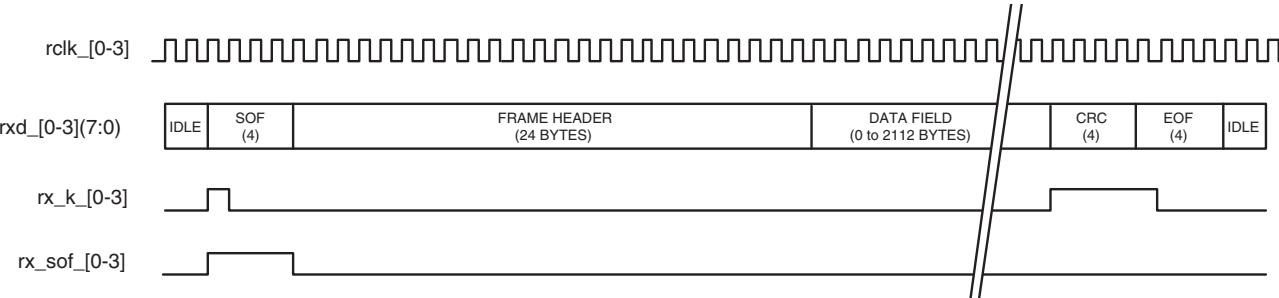 rclk_[0-3]
rxd_[0-3](7:0)
IDLE
SOF
(4)
FRAME HEADER
(24 BYTES)
DATA FIELD
(0 to 2112 BYTES)
CRC
(4)
EOF
(4)
IDLE
rx_k_[0-3]
rx_sof_[0-3]